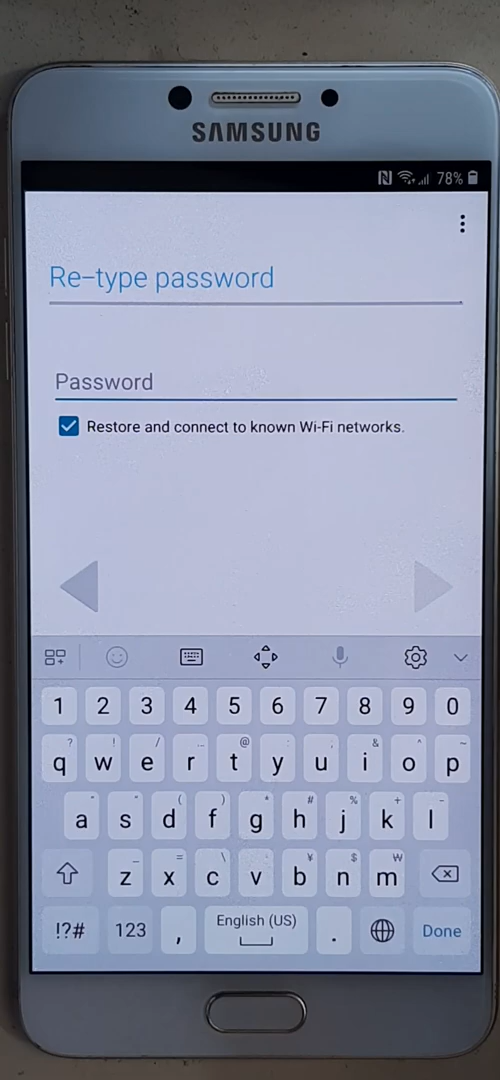 SAMSUNG
78%
Re-type password
Password
Restore and connect to known Wi-Fi networks.
1 2 3 4 5 6 7 8 9 0
q w e r t y u i o p
a s d f g h j k l
z x c v b n m
!?# 123 , English (US) . Done